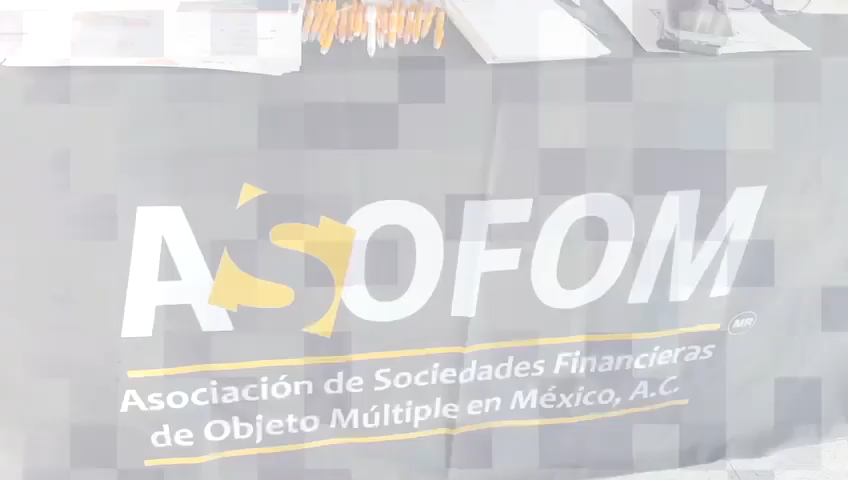 ASOFOM
MR
Asociación de Sociedades Financieras
de Objeto Múltiple en México, A.C.